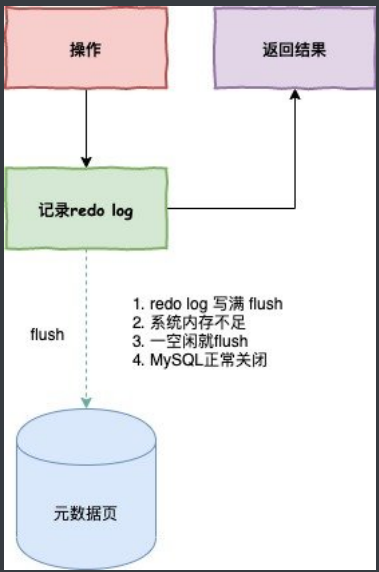 操作
返回结果
记录redo log
1. redo log 写满 flush
2. 系统内存不足
3. 一空闲就flush
4. MySQL正常关闭
flush
元数据页